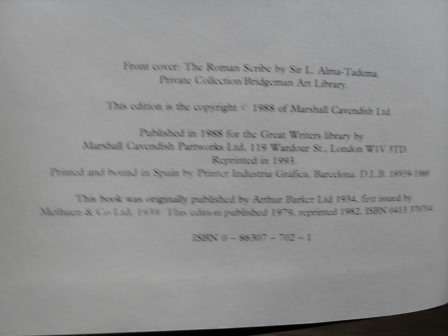 Front cover: The Roman Scribe by Sir L. Alma-Tadema,
Private Collection/Bridgeman Art Library.
This edition is the copyright © 1988 of Marshall Cavendish Ltd
Published in 1988 for the Great Writers library by
Marshall Cavendish Partworks Ltd, 119 Wardour St., London W1V 3TD.
Reprinted in 1993.
Printed and bound in Spain by Printer Industria Gráfica, Barcelona. D.L.B.
This book was originally published by Arthur Barker Ltd 1934, first issued by
Methuen & Co Ltd, This edition published 1979, reprinted 1982. ISBN 0413
ISBN 0 – 86307 – 702 – 1